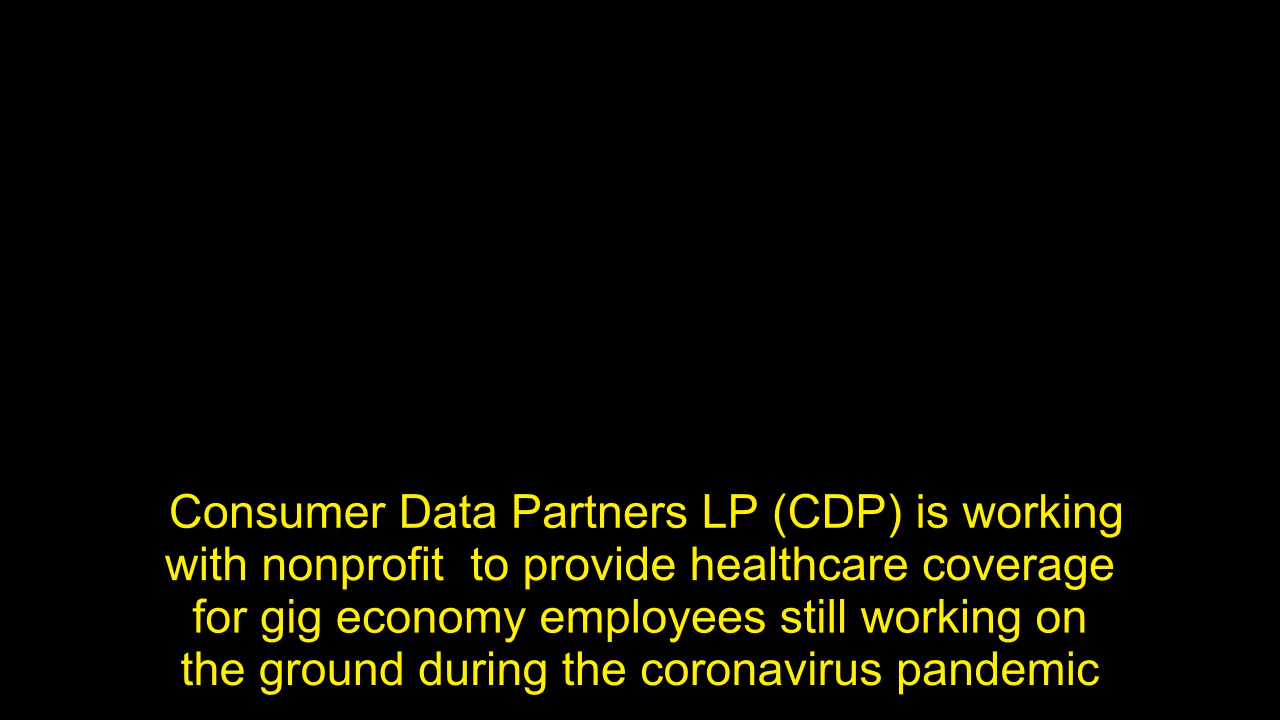 Consumer Data Partners LP (CDP) is working
with nonprofit  to provide healthcare coverage
for gig economy employees still working on
the ground during the coronavirus pandemic